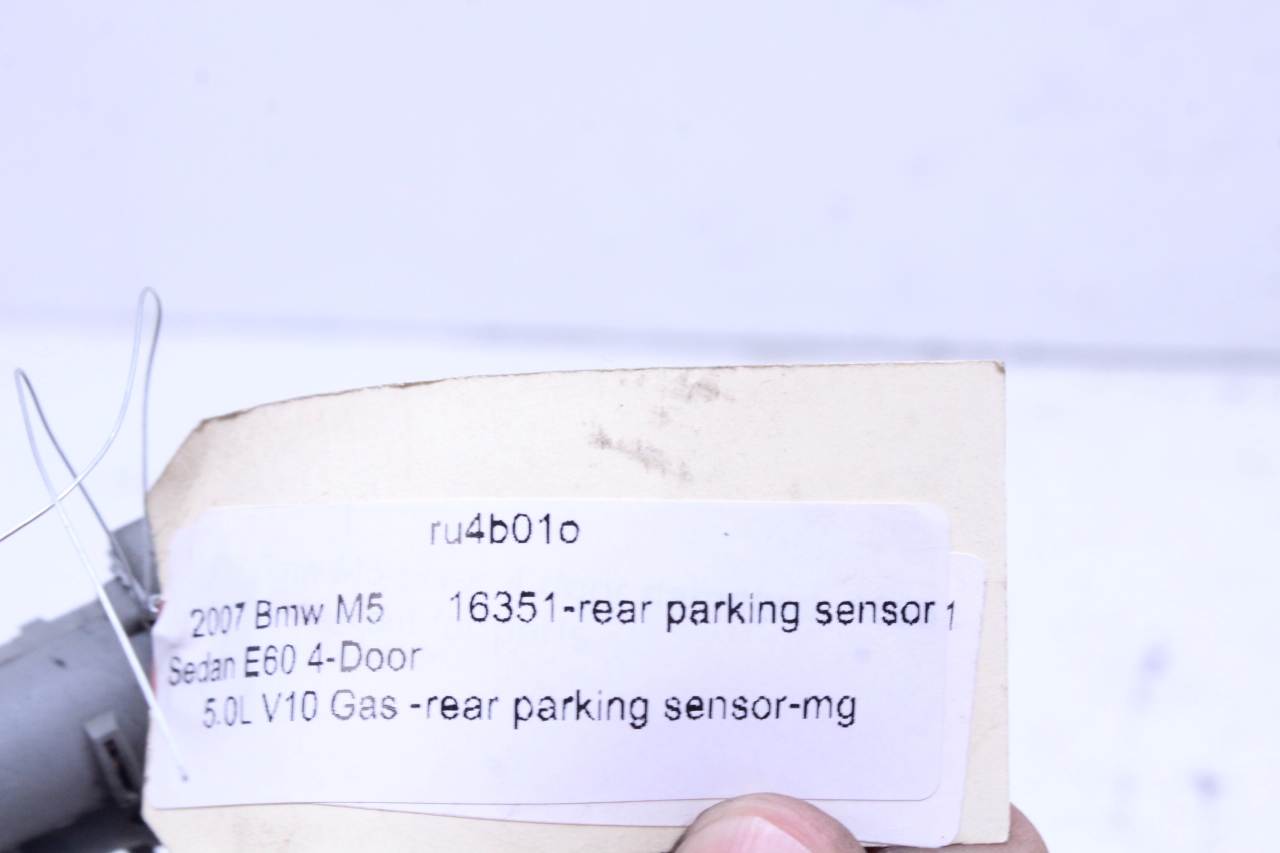 ru4b01o
2007 Bmw M5 16351-rear parking sensor 1
Sedan E60 4-Door
5.0L V10 Gas -rear parking sensor-mg